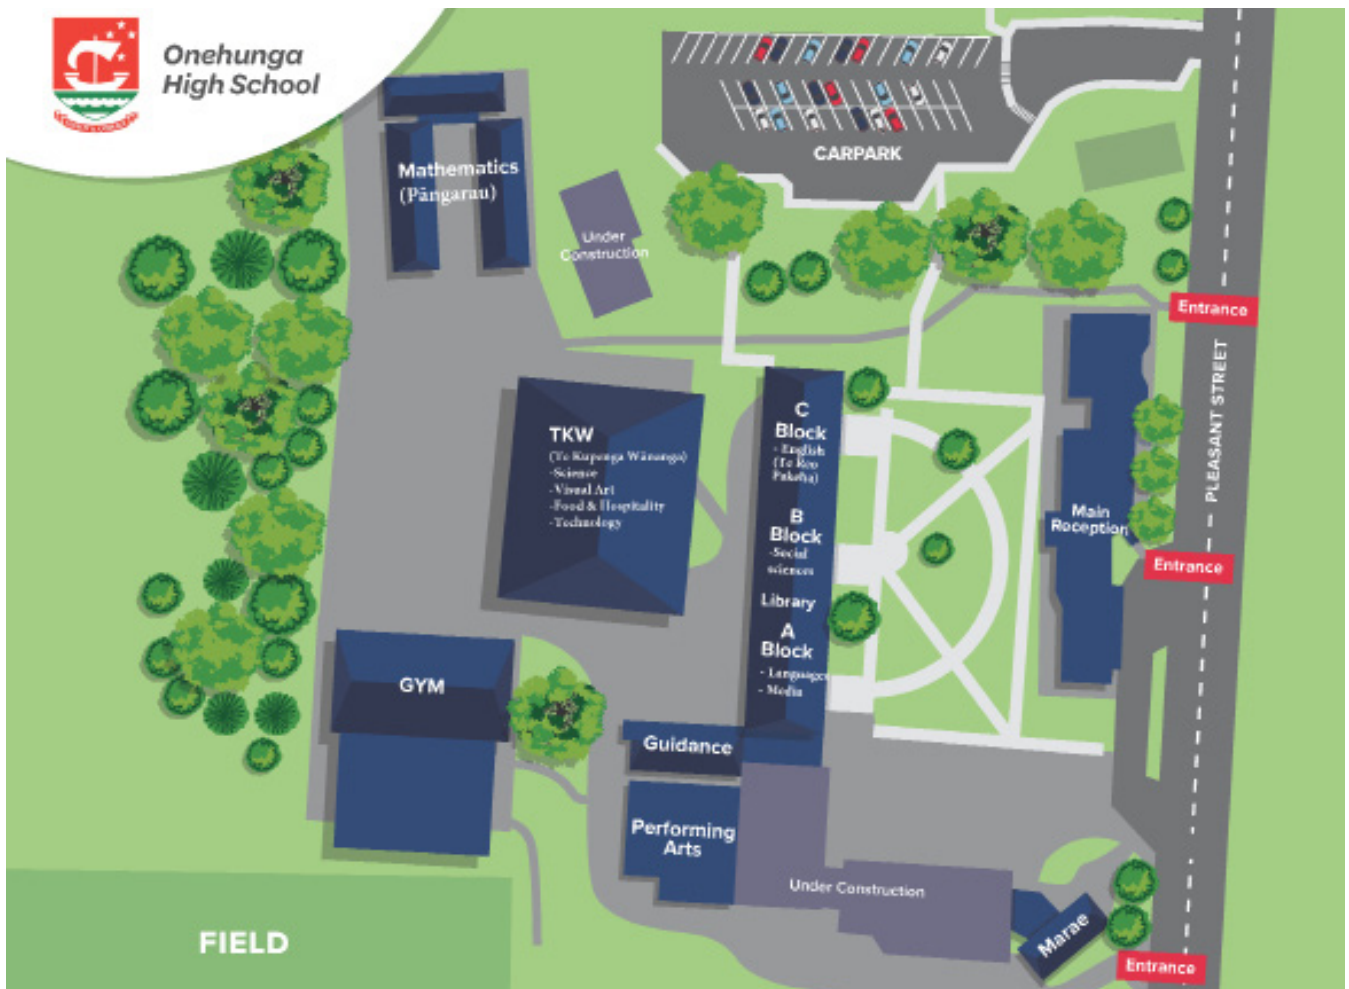 Onehunga
High School
CARPARK
Mathematics
(Pāngarau)
Under
Construction
Entrance
PLEASANT STREET
TKW
(Te Kupenga Wānanga)
-Science
-Visual Art
-Food & Hospitality
-Technology
C
Block
- English
(Te Reo
Pakeha)
B
Block
-Social
sciences
Library
A
Block
- Languages
- Media
Main
Reception
Entrance
GYM
Guidance
Performing
Arts
Under Construction
Marae
Entrance
FIELD